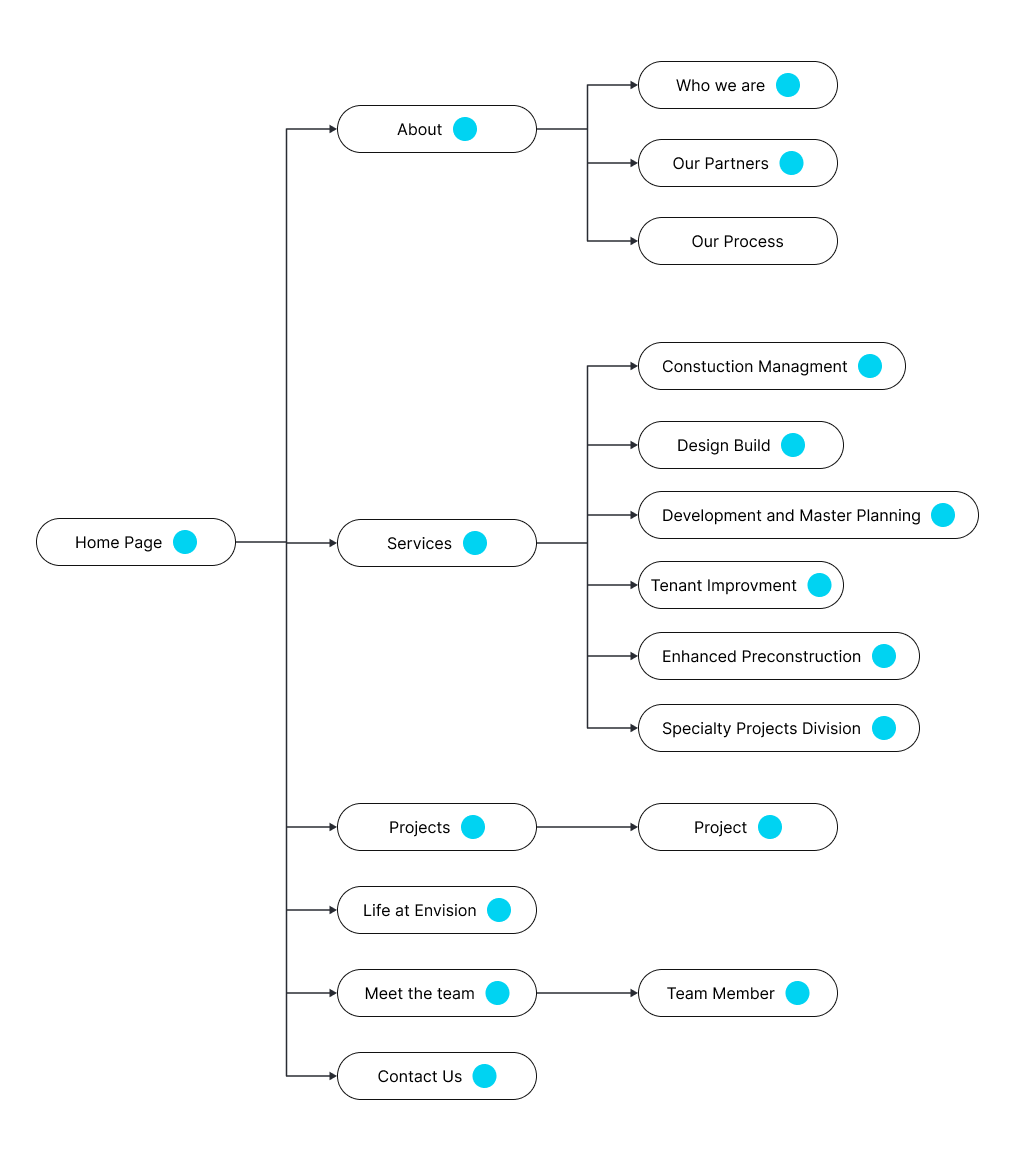 Who we are
About
Our Partners
Our Process
Constuction Managment
Design Build
Development and Master Planning
Home Page
Services
Tenant Improvment
Enhanced Preconstruction
Specialty Projects Division
Projects
Project
Life at Envision
Meet the team
Team Member
Contact Us